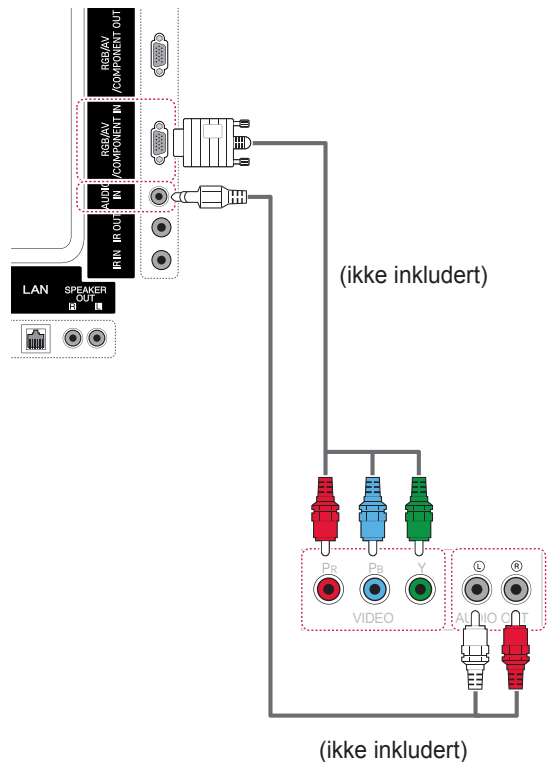 RGB/AV
/COMPONENT OUT
RGB/AV
/COMPONENT IN
AUDIO
IN
IR OUT
IR IN
(ikke inkludert)
LAN
SPEAKER
OUT
R L
PR PB Y
VIDEO
L R
AUDIO OUT
(ikke inkludert)